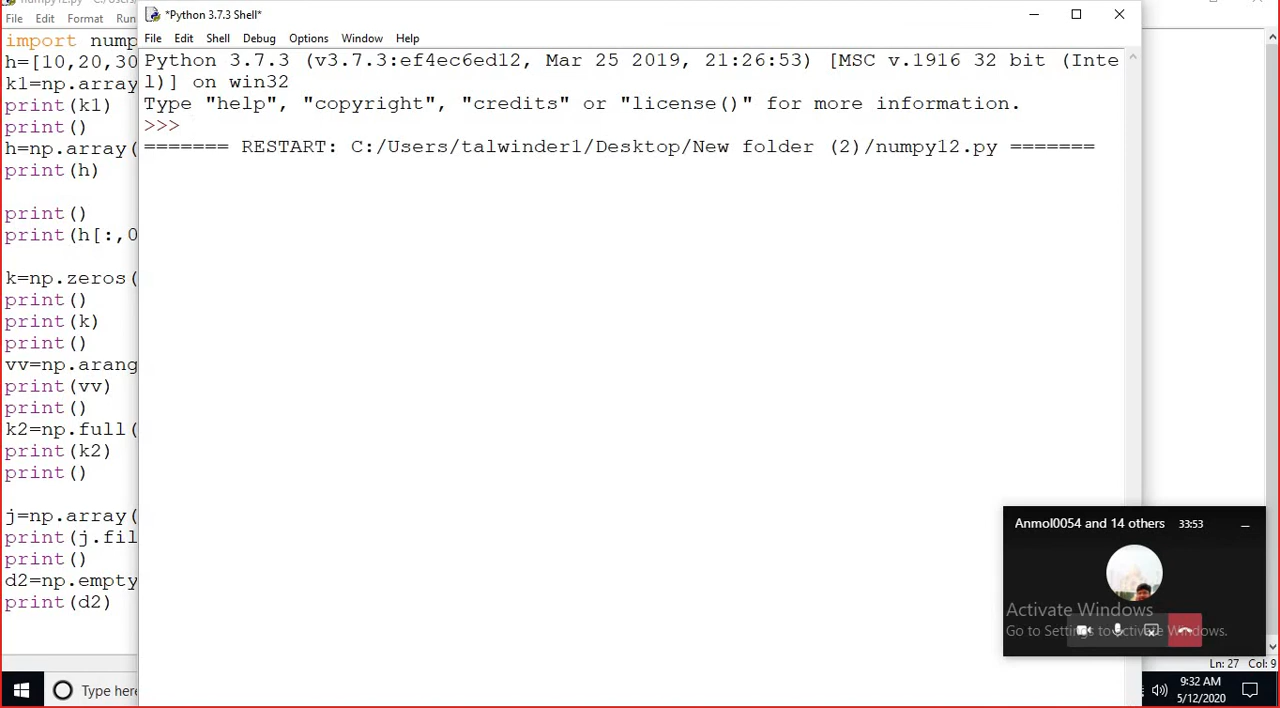 *Python 3.7.3 Shell*
File Edit Format Run
File Edit Shell Debug Options Window Help
import nump
h=[10,20,30
k1=np.array
print(k1)
print()
h=np.array(
print(h)
print()
print(h[:,0
k=np.zeros(
print()
print(k)
print()
vv=np.arang
print(vv)
print()
k2=np.full(
print(k2)
print()
j=np.array(
print(j.fil
print()
d2=np.empty
print(d2)
Python 3.7.3 (v3.7.3:ef4ec6ed12, Mar 25 2019, 21:26:53) [MSC v.1916 32 bit (Inte
l)] on win32
Type "help", "copyright", "credits" or "license()" for more information.
>>>
======= RESTART: C:/Users/talwinder1/Desktop/New folder (2)/numpy12.py =======
Anmol0054 and 14 others 33:53
Activate Windows
Go to Settings to activate Windows.
Ln: 27 Col: 9
Type here
9:32 AM
5/12/2020